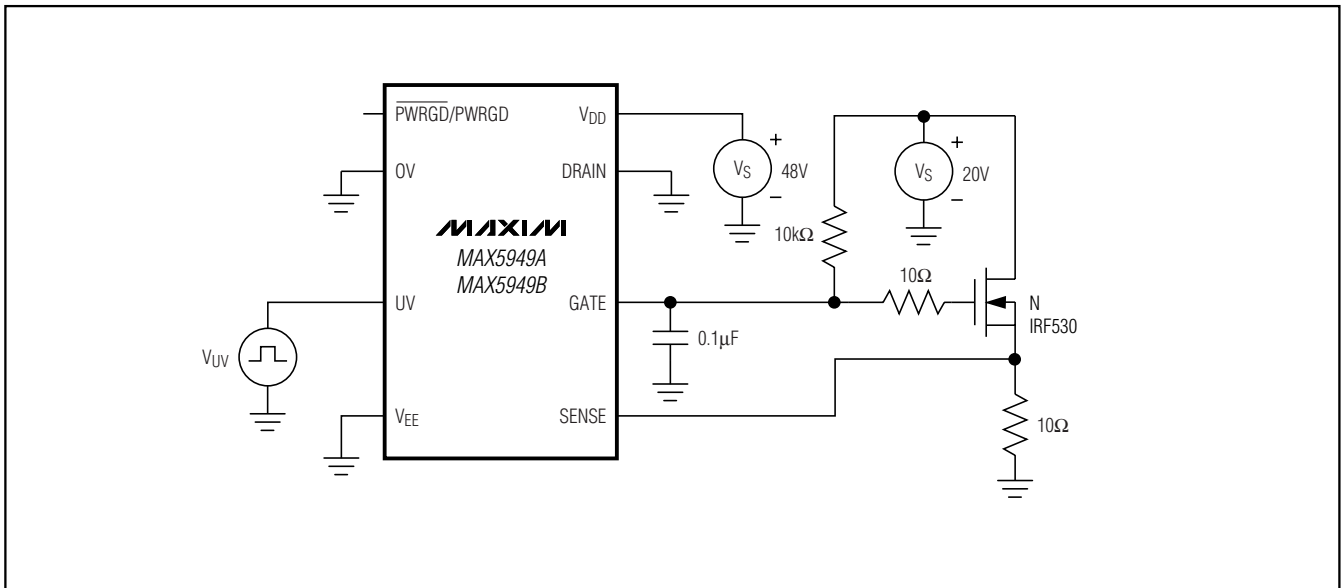 P̅W̅R̅G̅D̅/PWRGD
VDD
VS
+
48V
−
VS
+
20V
−
OV
DRAIN
MAXIM
MAX5949A
MAX5949B
10kΩ
10Ω
UV
GATE
N
IRF530
VUV
0.1μF
VEE
SENSE
10Ω